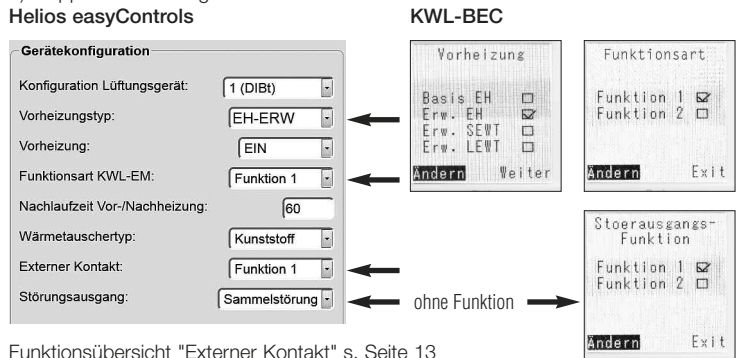 Helios easyControls
KWL-BEC
Gerätekonfiguration
Konfiguration Lüftungsgerät: 1 (DIBt)
Vorheizungstyp: EH-ERW
Vorheizung: EIN
Funktionsart KWL-EM: Funktion 1
Nachlaufzeit Vor-/Nachheizung: 60
Wärmetauschertyp: Kunststoff
Externer Kontakt: Funktion 1
Störungsausgang: Sammelstörung
Vorheizung
Basis EH
Erw. EH
Erw. SEWT
Erw. LEWT
Ändern Weiter
Funktionsart
Funktion 1
Funktion 2
Ändern Exit
ohne Funktion
Stoerausgangs-
Funktion
Funktion 1
Funktion 2
Ändern Exit
Funktionsübersicht "Externer Kontakt" s. Seite 13